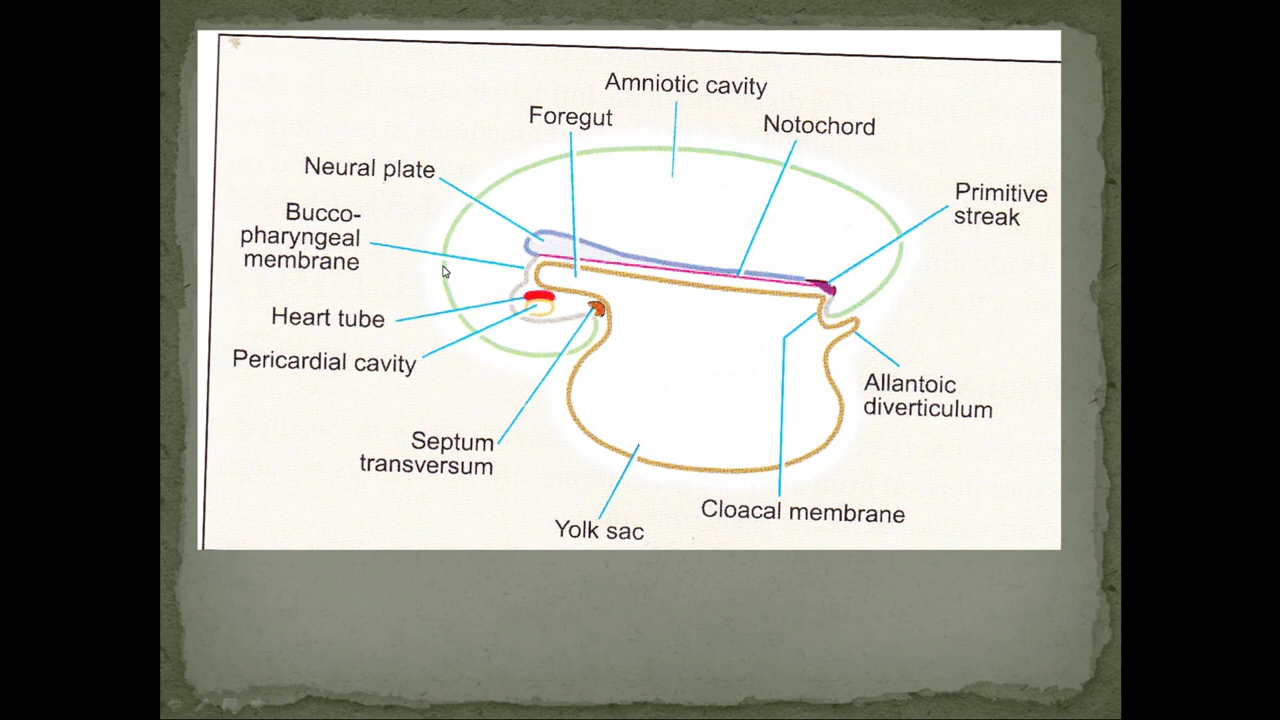 Amniotic cavity
Foregut
Notochord
Neural plate
Primitive
streak
Bucco-
pharyngeal
membrane
Heart tube
Pericardial cavity
Allantoic
diverticulum
Septum
transversum
Cloacal membrane
Yolk sac